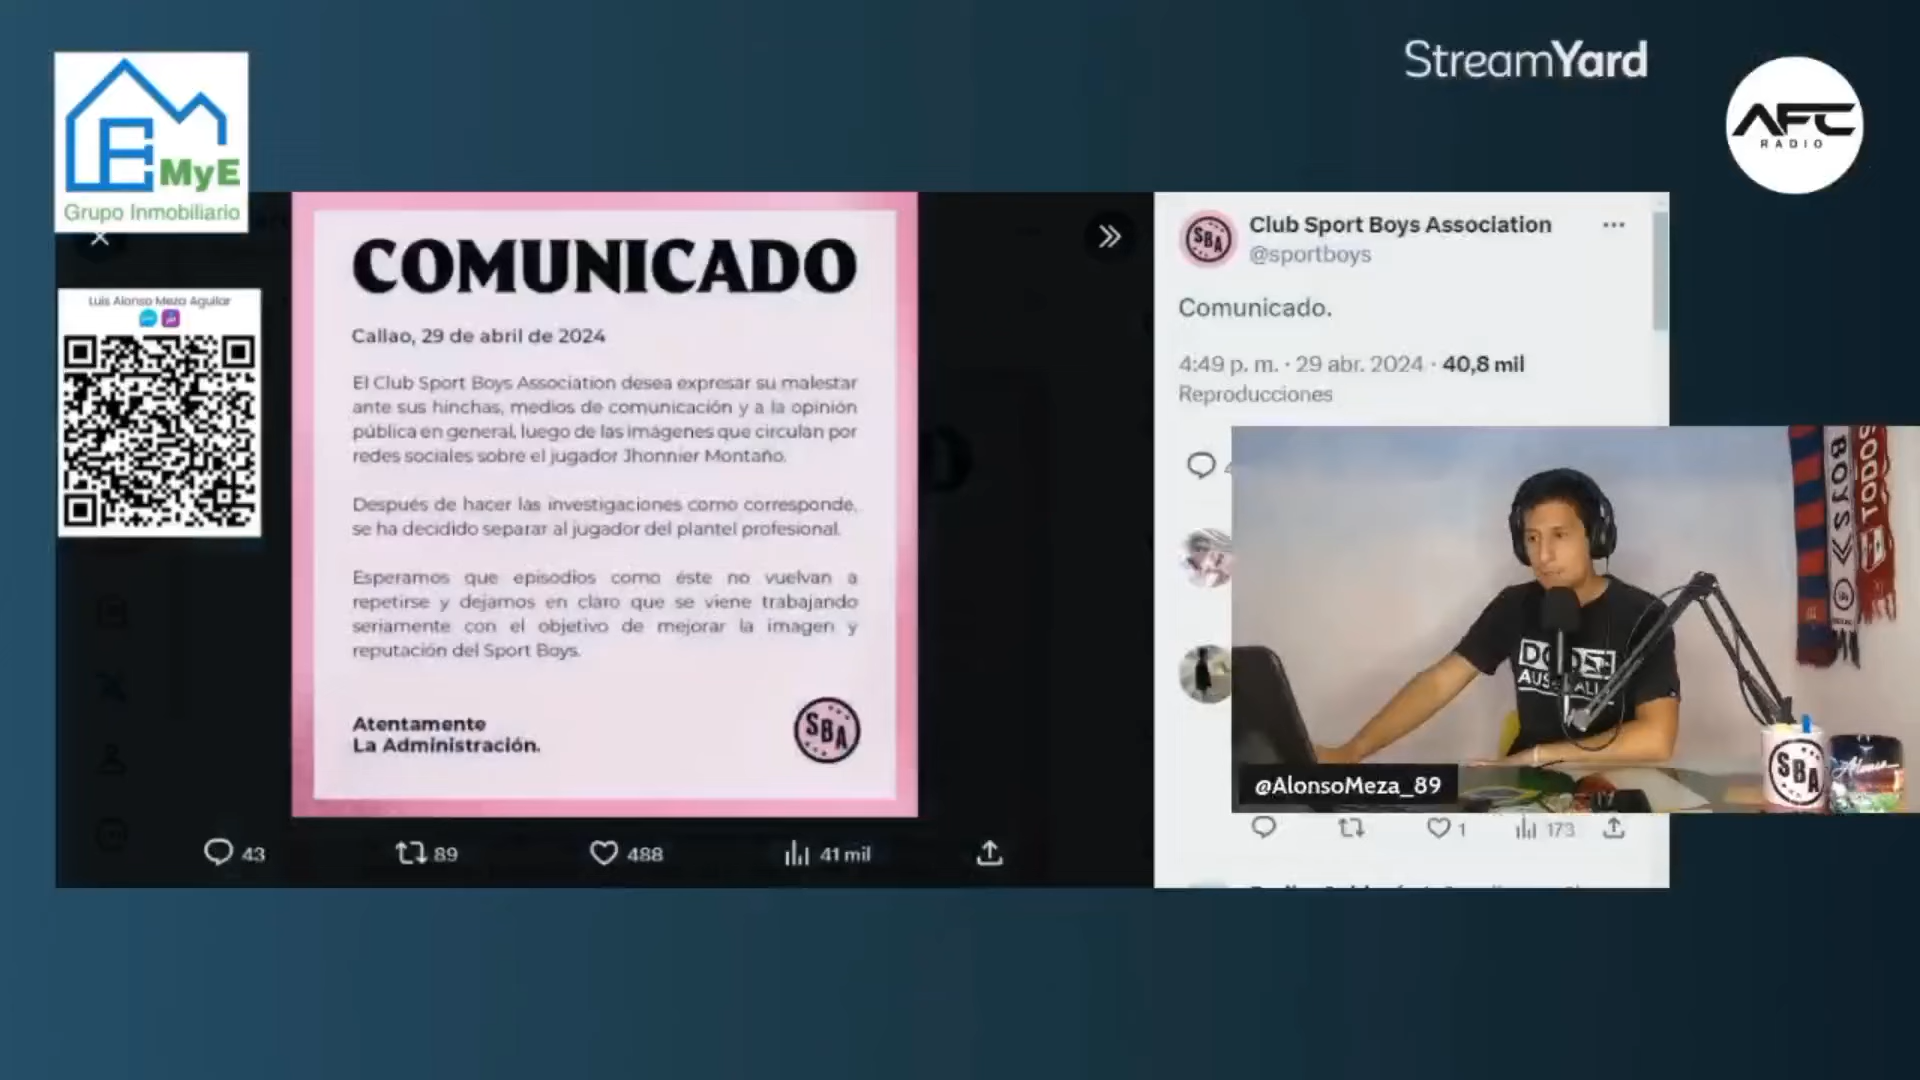 StreamYard
AFC
RADIO
E MyE
Grupo Inmobiliario
Luis Alonso Meza Aguilar
COMUNICADO
Callao, 29 de abril de 2024
El Club Sport Boys Association desea expresar su malestar
ante sus hinchas, medios de comunicación y a la opinión
pública en general, luego de las imágenes que circulan por
redes sociales sobre el jugador Jhonnier Montaño.
Después de hacer las investigaciones como corresponde,
se ha decidido separar al jugador del plantel profesional.
Esperamos que episodios como éste no vuelvan a
repetirse y dejamos en claro que se viene trabajando
seriamente con el objetivo de mejorar la imagen y
reputación del Sport Boys.
Atentamente
La Administración.
SBA
43
89
488
41 mil
SBA
Club Sport Boys Association
@sportboys
Comunicado.
4:49 p. m. · 29 abr. 2024 · 40,8 mil
Reproducciones
BOYS
TODOS
SBA
@AlonsoMeza_89
1
173